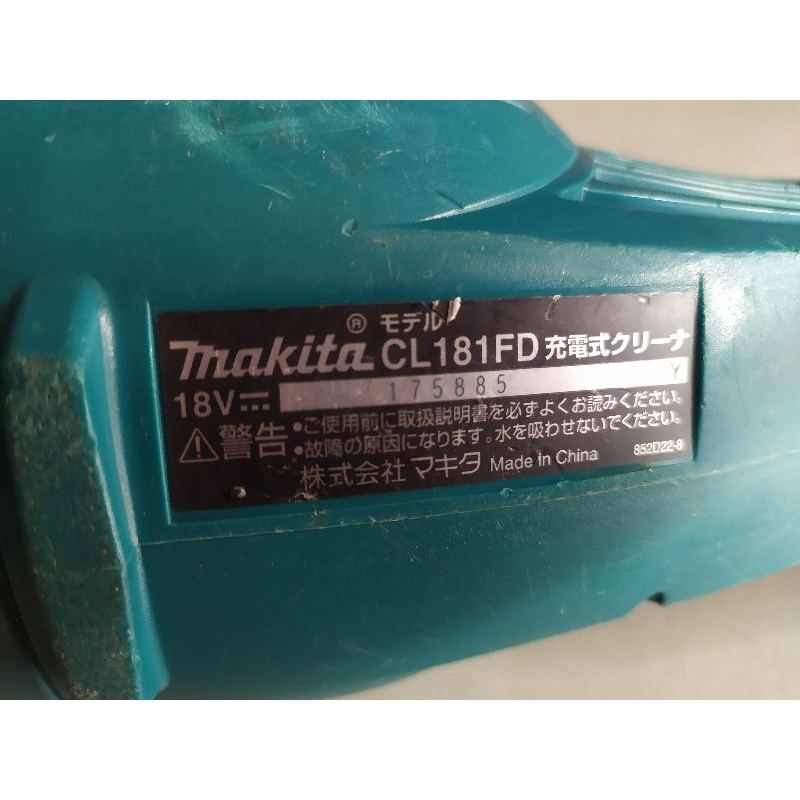 ® モデル
makita CL181FD 充電式クリーナ
18V⎓ 175885 Y
⚠警告 •ご使用前に取扱説明書を必ずよくお読みください。
•故障の原因になります。水を吸わせないでください。
株式会社 マキタ Made in China 852D22-8